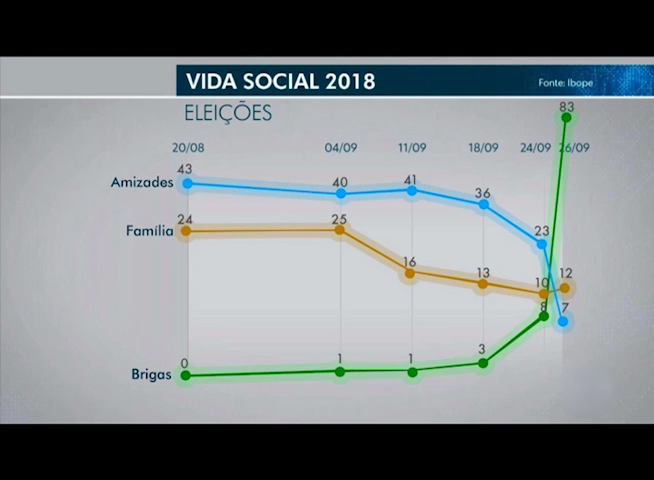 VIDA SOCIAL 2018
Fonte: Ibope
ELEIÇÕES
20/08 04/09 11/09 18/09 24/09 26/09
Amizades 43 40 41 36 23 7
Família 24 25 16 13 10 12
Brigas 0 1 1 3 8 83